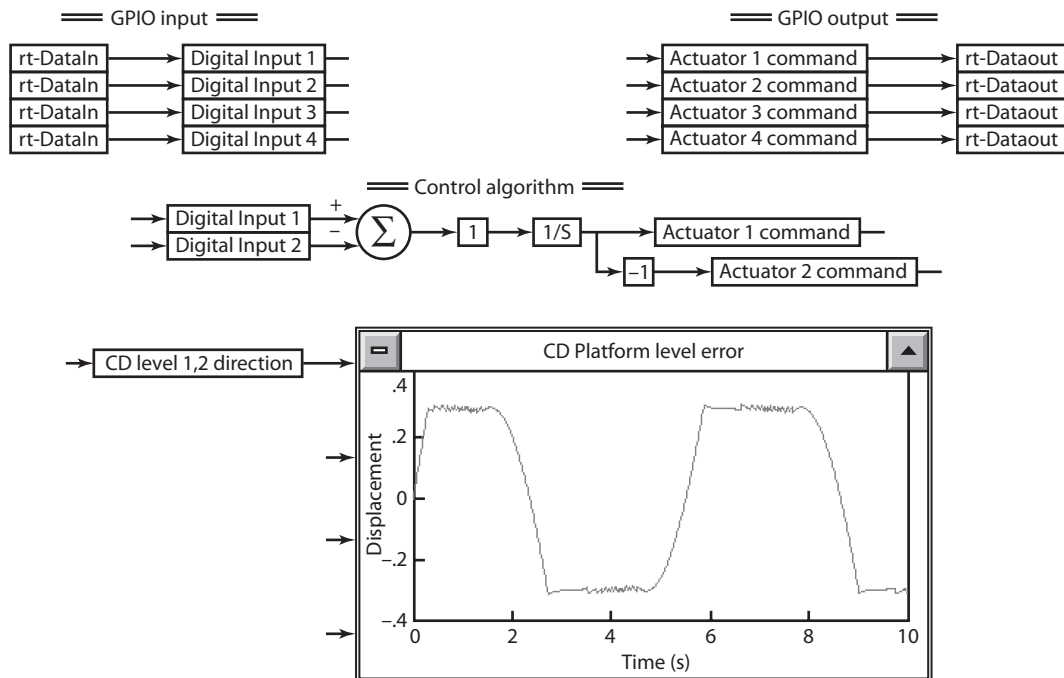 GPIO input
GPIO output
rt-DataIn Digital Input 1 Actuator 1 command rt-Dataout
rt-DataIn Digital Input 2 Actuator 2 command rt-Dataout
rt-DataIn Digital Input 3 Actuator 3 command rt-Dataout
rt-DataIn Digital Input 4 Actuator 4 command rt-Dataout
Control algorithm
Digital Input 1 + Σ 1 1/S Actuator 1 command
Digital Input 2 – –1 Actuator 2 command
CD level 1,2 direction
CD Platform level error
Displacement
.4
.2
0
–.2
–.4
0 2 4 6 8 10
Time (s)